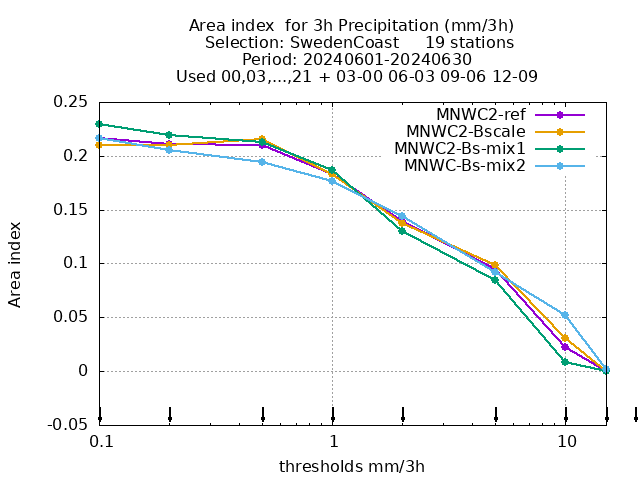 Area index  for 3h Precipitation (mm/3h)
Selection: SwedenCoast     19 stations
Period: 20240601-20240630
Used 00,03,...,21 + 03-00 06-03 09-06 12-09
MNWC2-ref
MNWC2-Bscale
MNWC2-Bs-mix1
MNWC-Bs-mix2
0.25
0.2
0.15
0.1
0.05
0
-0.05
Area index
0.1 1 10
thresholds mm/3h